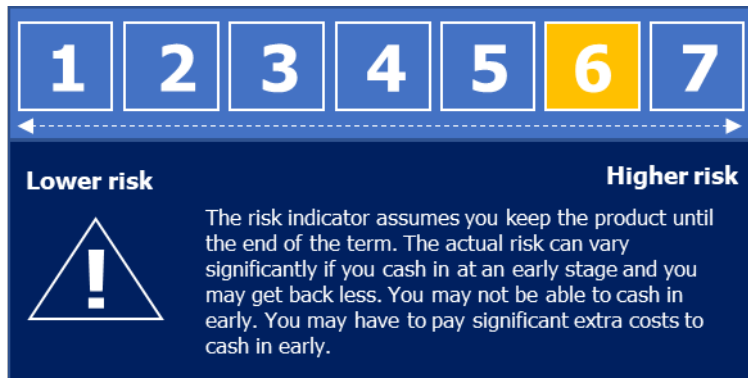 1 2 3 4 5 6 7
Lower risk Higher risk
!
The risk indicator assumes you keep the product until
the end of the term. The actual risk can vary
significantly if you cash in at an early stage and you
may get back less. You may not be able to cash in
early. You may have to pay significant extra costs to
cash in early.